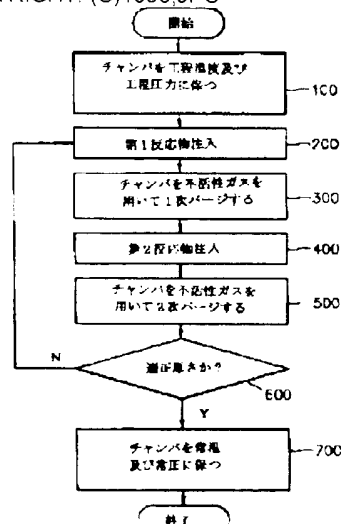 COPYRIGHT: (C)1999,JPO
開始
チャンバを工程温度及び
工程圧力に保つ
100
第1反応物注入
200
チャンバを不活性ガスを
用いて1次パージする
300
第2反応物注入
400
チャンバを不活性ガスを
用いて2次パージする
500
N
適正厚さか?
600
Y
チャンバを常温
及び常圧に保つ
700
終了